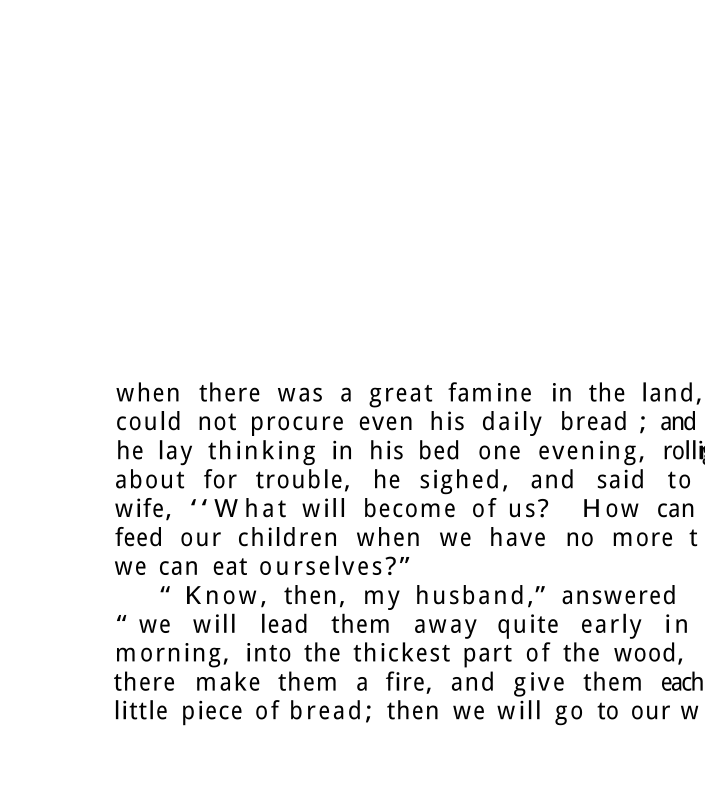 when there was a great famine in the land,
could not procure even his daily bread ; and
he lay thinking in his bed one evening,
about for trouble, he sighed, and said to
wife, ‘‘What will become of us? How can
feed our children when we have no more
we can eat ourselves?”
“ Know, then, my husband,” answered
“ we will lead them away quite early in
morning, into the thickest part of the wood,
there make them a fire, and give them each
little piece of bread; then we will go to our